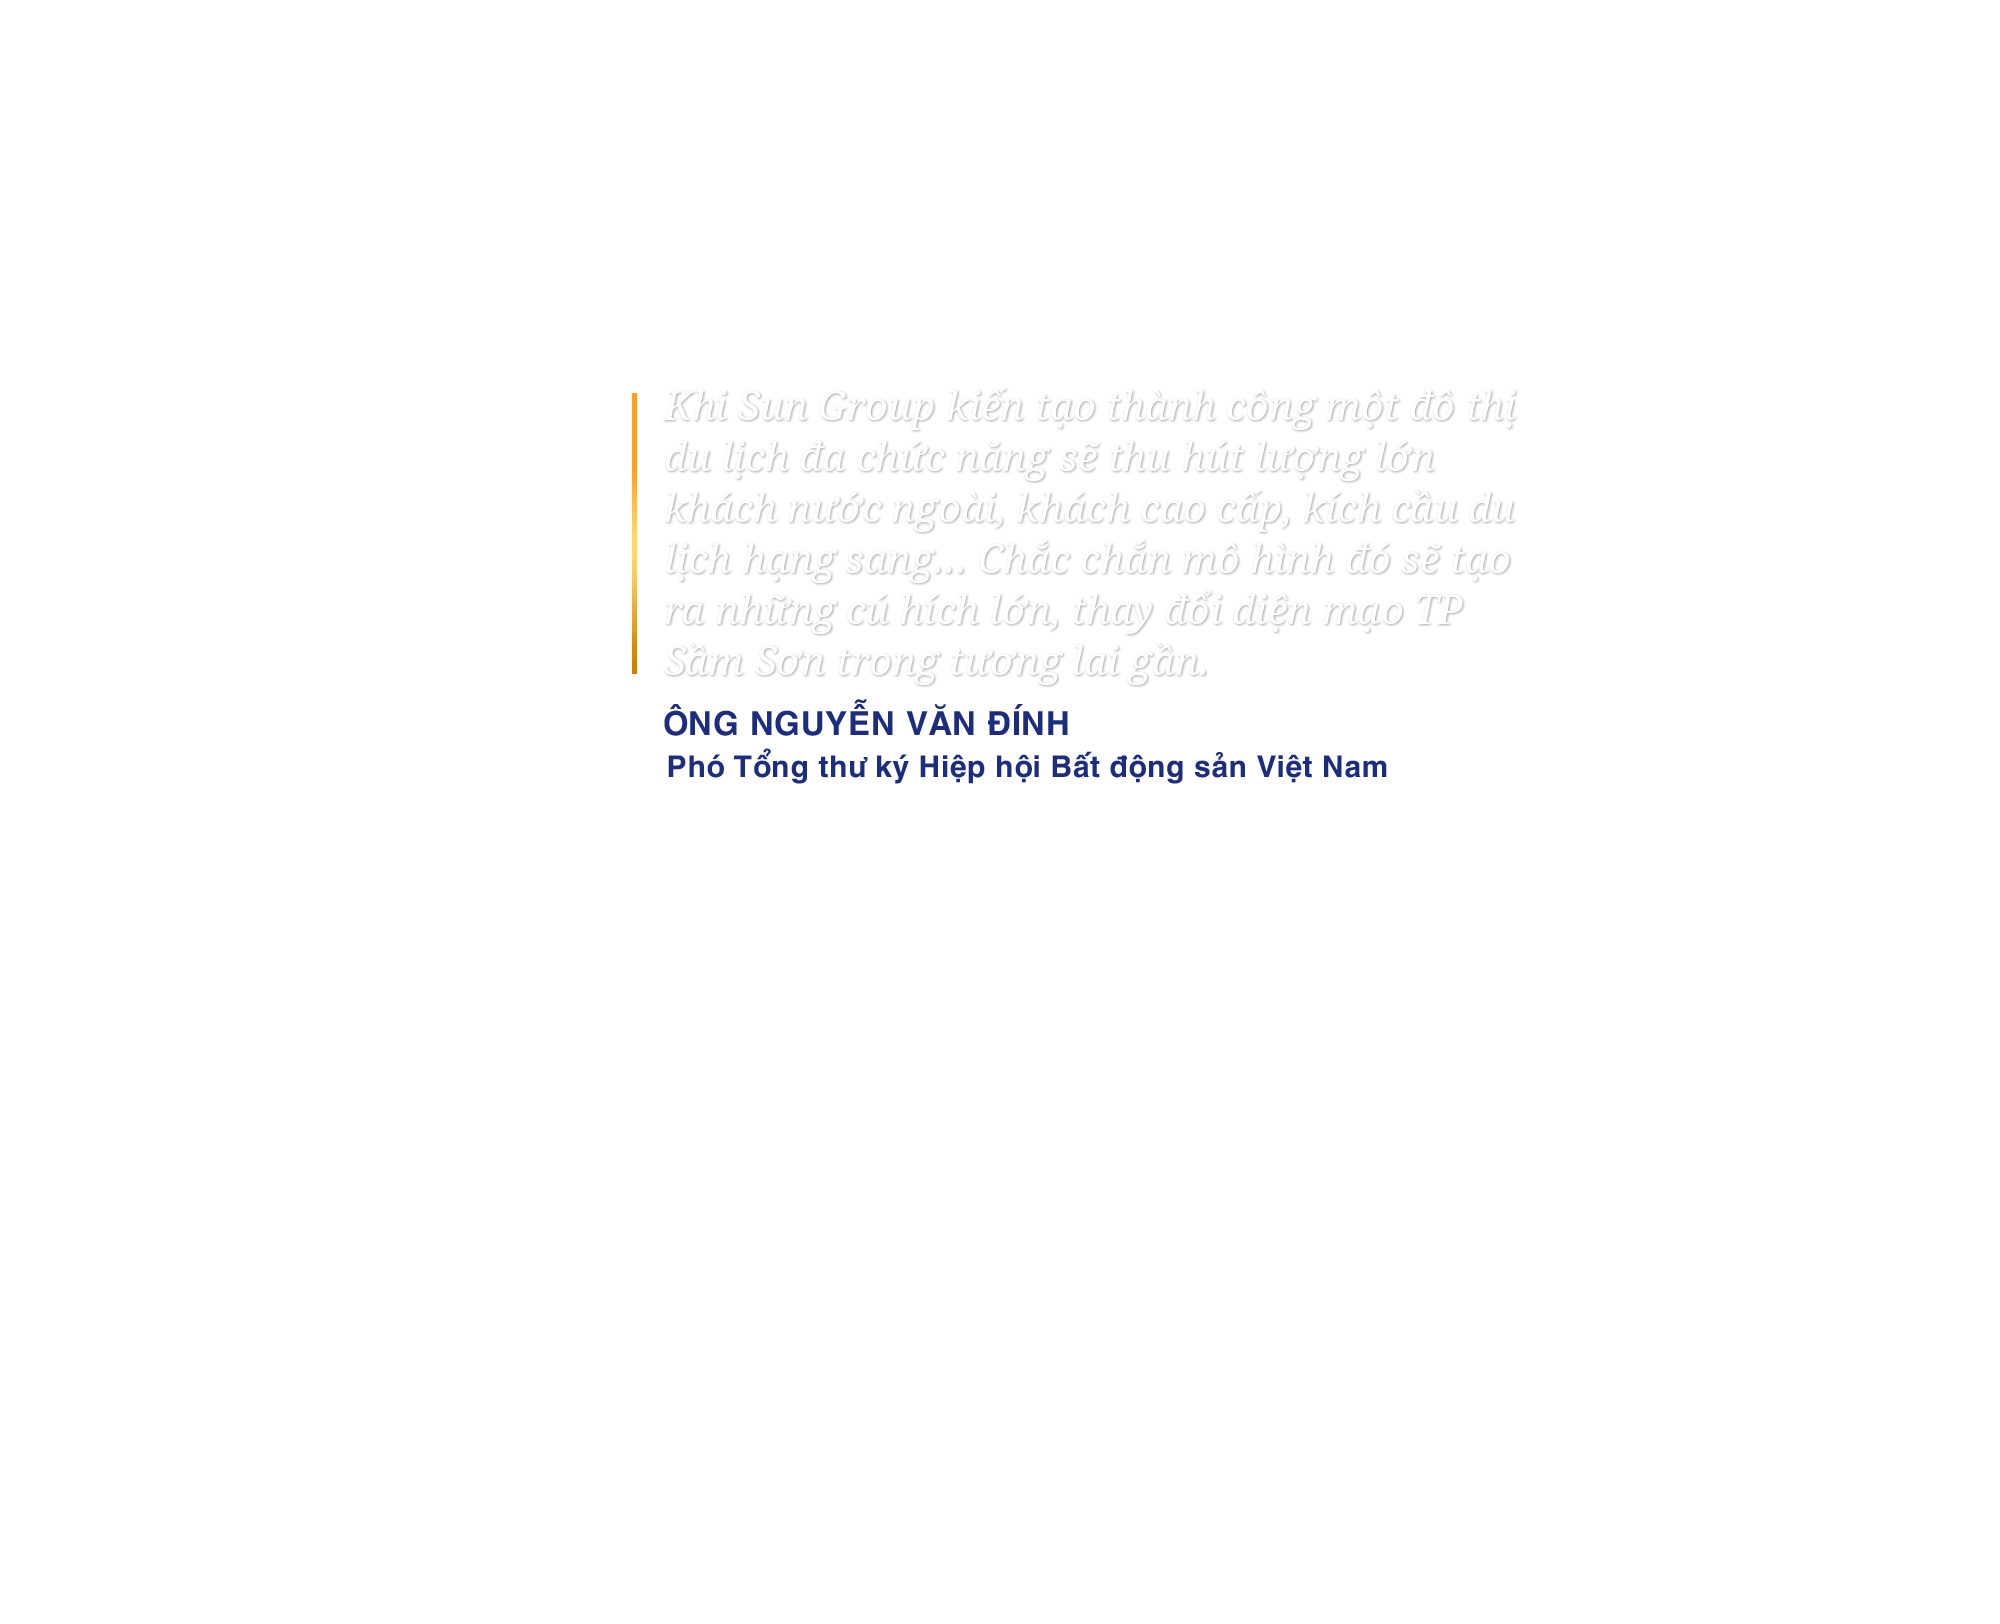 Khi Sun Group kiến tạo thành công một đô thị
du lịch đa chức năng sẽ thu hút lượng lớn
khách nước ngoài, khách cao cấp, kích cầu du
lịch hạng sang... Chắc chắn mô hình đó sẽ tạo
ra những cú hích lớn, thay đổi diện mạo TP
Sầm Sơn trong tương lai gần.
ÔNG NGUYỄN VĂN ĐÍNH
Phó Tổng thư ký Hiệp hội Bất động sản Việt Nam